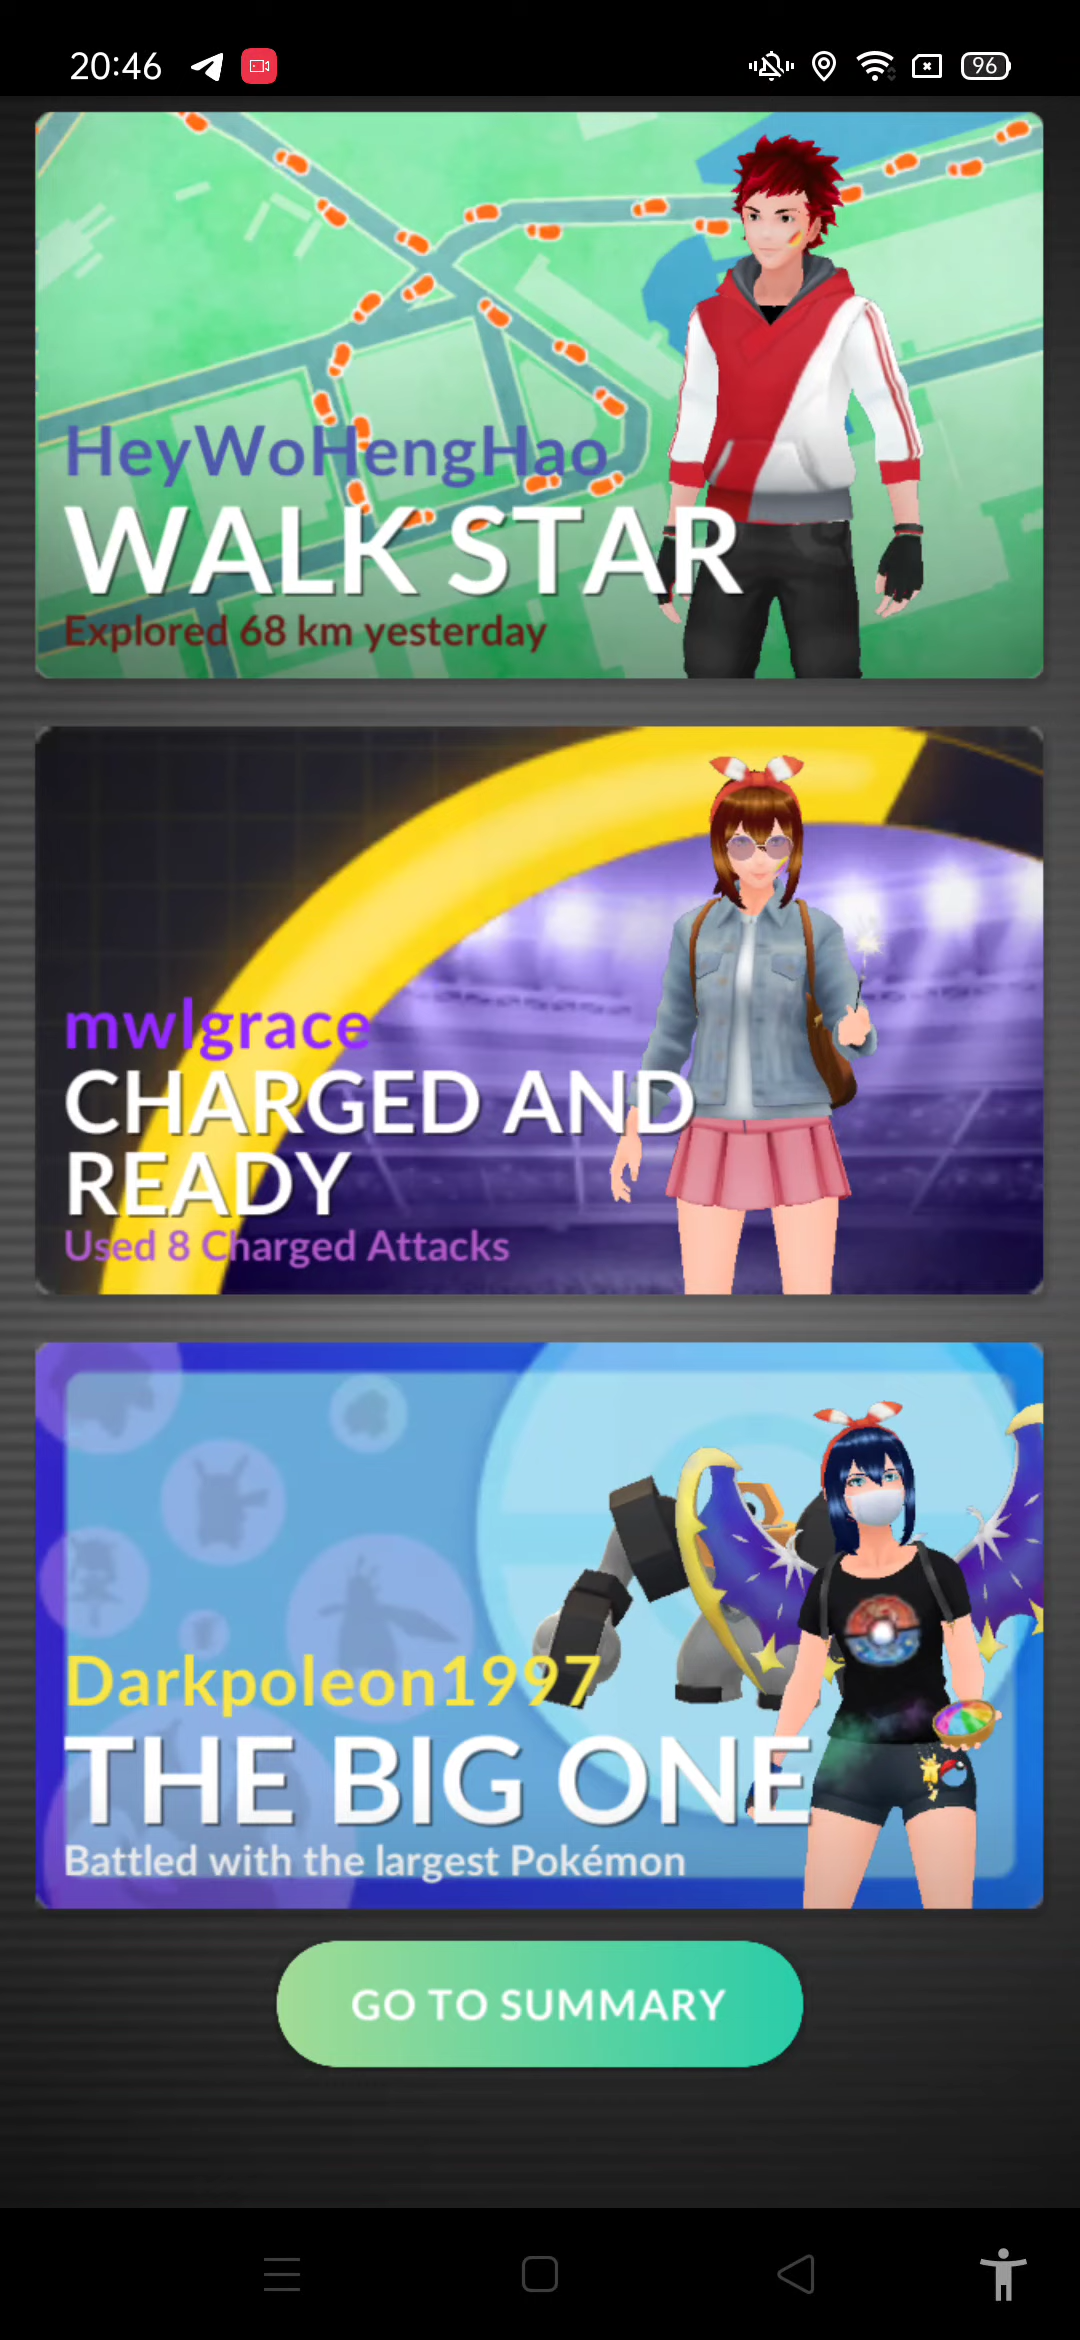 20:46
96
HeyWoHengHao
WALK STAR
Explored 68 km yesterday
mwlgrace
CHARGED AND
READY
Used 8 Charged Attacks
Darkpoleon1997
THE BIG ONE
Battled with the largest Pokémon
GO TO SUMMARY